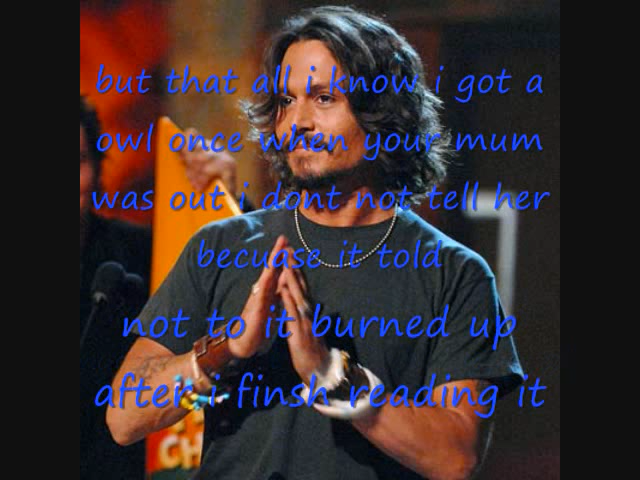 but that all i know i got a
owl once when your mum
was out i dont not tell her
becuase it told
not to it burned up
after i finsh reading it
CH